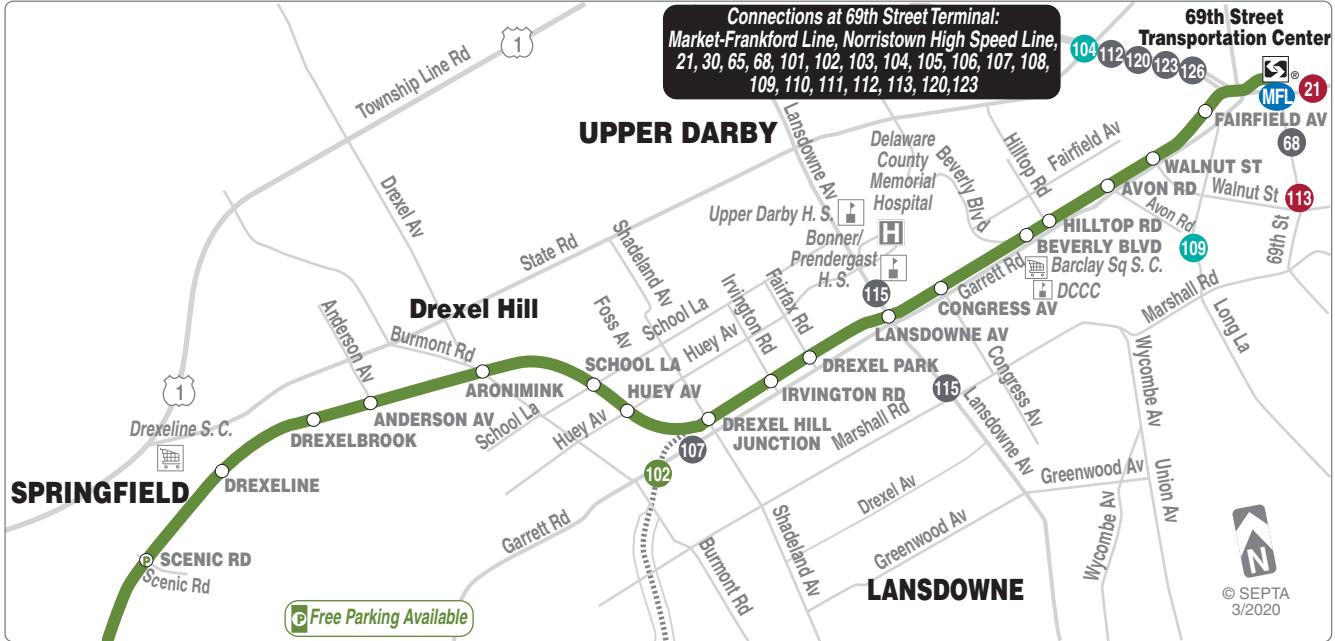 Connections at 69th Street Terminal:
Market-Frankford Line, Norristown High Speed Line,
21, 30, 65, 68, 101, 102, 103, 104, 105, 106, 107, 108,
109, 110, 111, 112, 113, 120,123
69th Street
Transportation Center
1
Township Line Rd
104
112
120
123
126
®
MFL
21
FAIRFIELD AV
68
UPPER DARBY
Lansdowne Av
Delaware
County
Memorial
Hospital
H
Beverly Blvd
Hilltop Rd
Fairfield Av
WALNUT ST
AVON RD
Walnut St
113
Avon Rd
69th St
109
HILLTOP RD
BEVERLY BLVD
Drexel Av
State Rd
Shadeland Av
Upper Darby H. S.
Bonner/
Prendergast
H. S.
115
Garrett Rd
Barclay Sq S. C.
DCCC
Marshall Rd
Long La
CONGRESS AV
LANSDOWNE AV
Drexel Hill
Anderson Av
Burmont Rd
Foss Av
School La
Huey Av
Irvington Rd
Fairfax Rd
DREXEL PARK
IRVINGTON RD
Congress Av
Wycombe Av
SCHOOL LA
HUEY AV
ARONIMINK
ANDERSON AV
DREXELBROOK
School La
Huey Av
DREXEL HILL
JUNCTION
Marshall Rd
115
Lansdowne Av
1
Drexeline S. C.
SPRINGFIELD
DREXELINE
107
102
Greenwood Av
Union Av
Drexel Av
Wycombe Av
Garrett Rd
Shadeland Av
Greenwood Av
Burmont Rd
P
SCENIC RD
Scenic Rd
LANSDOWNE
N
P Free Parking Available
© SEPTA
3/2020